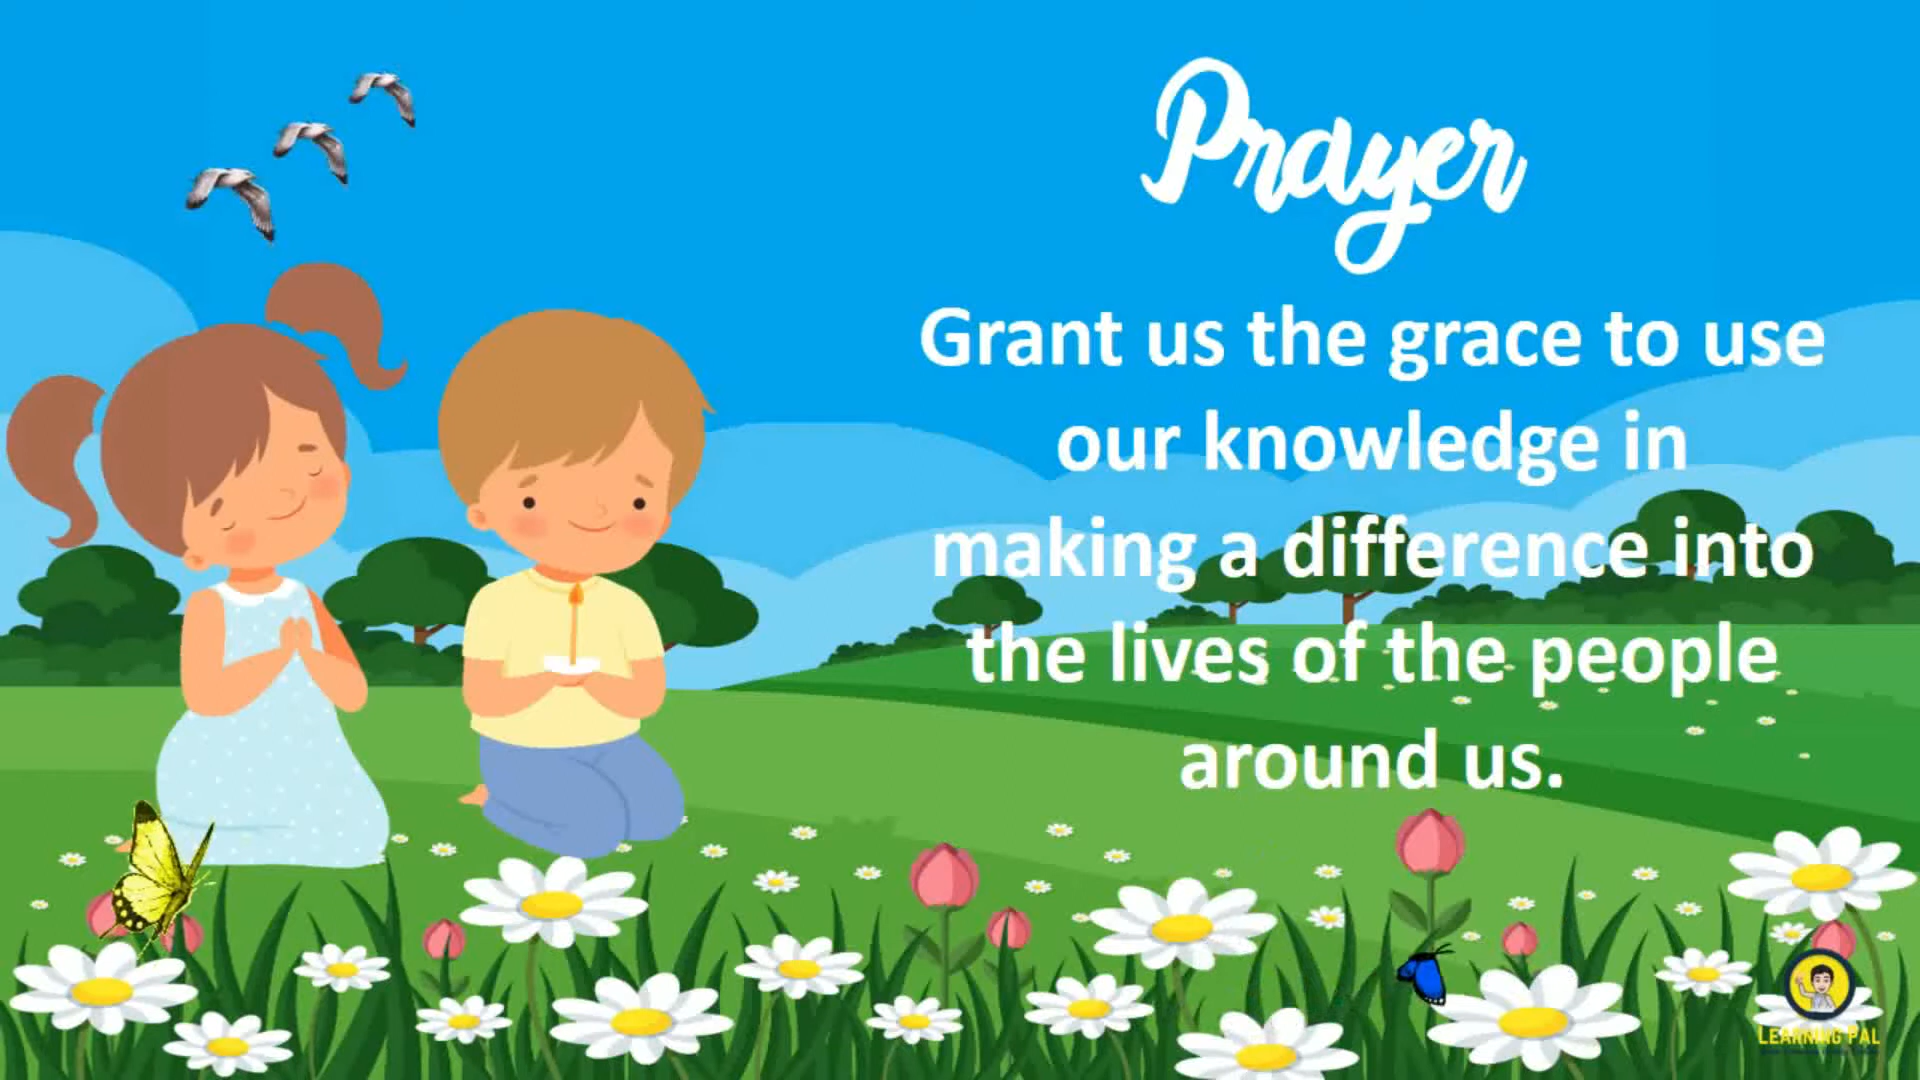 Prayer
Grant us the grace to use
our knowledge in
making a difference into
the lives of the people
around us.
LEARNING PAL